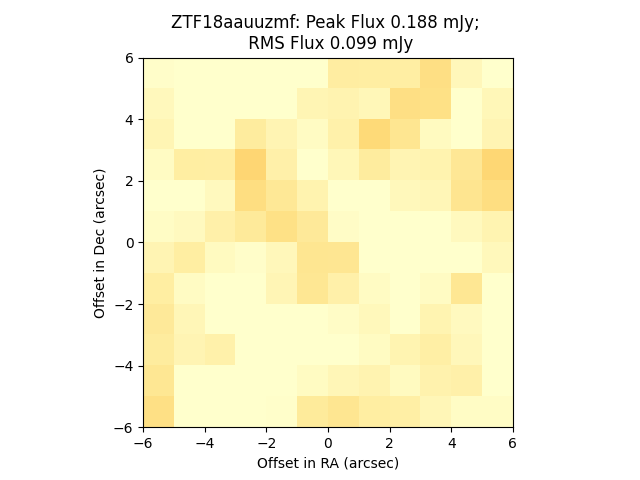 ZTF18aauuzmf: Peak Flux 0.188 mJy;
RMS Flux 0.099 mJy
6
4
2
0
−2
−4
−6
Offset in Dec (arcsec)
−6 −4 −2 0 2 4 6
Offset in RA (arcsec)